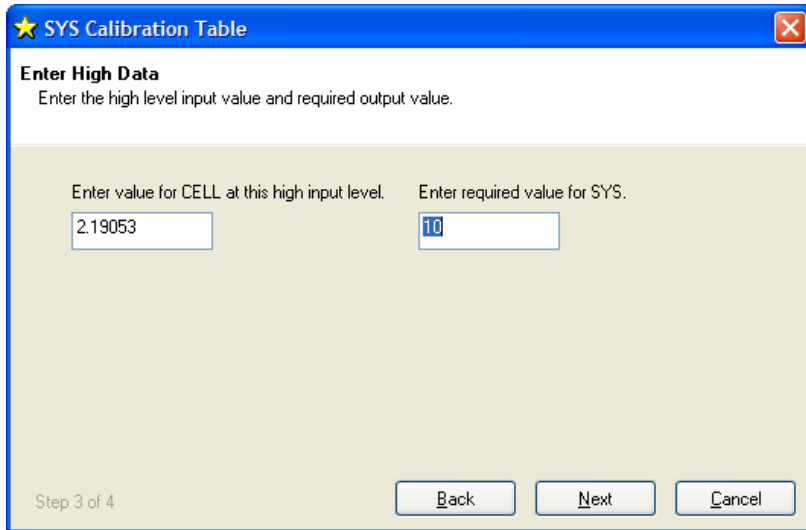 SYS Calibration Table
Enter High Data
Enter the high level input value and required output value.
Enter value for CELL at this high input level. Enter required value for SYS.
2.19053 10
Step 3 of 4 Back Next Cancel